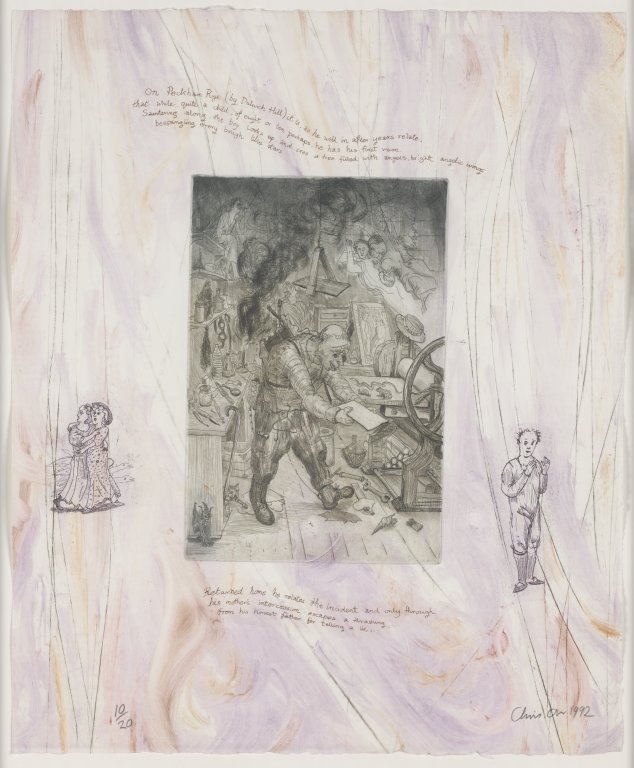 On Peckham Rye (by Dulwich Hill) it is, as he will in after years relate,
that while quite a child, of eight or ten perhaps he has his first vision.
Sauntering along, the boy looks up and sees a tree filled with angels, bright angelic wings
bespangling every bough like stars
Returned home he relates the incident and only through
his mother's intercession escapes a thrashing
from his honest father for telling a lie.
10
20
Chris Orr 1992